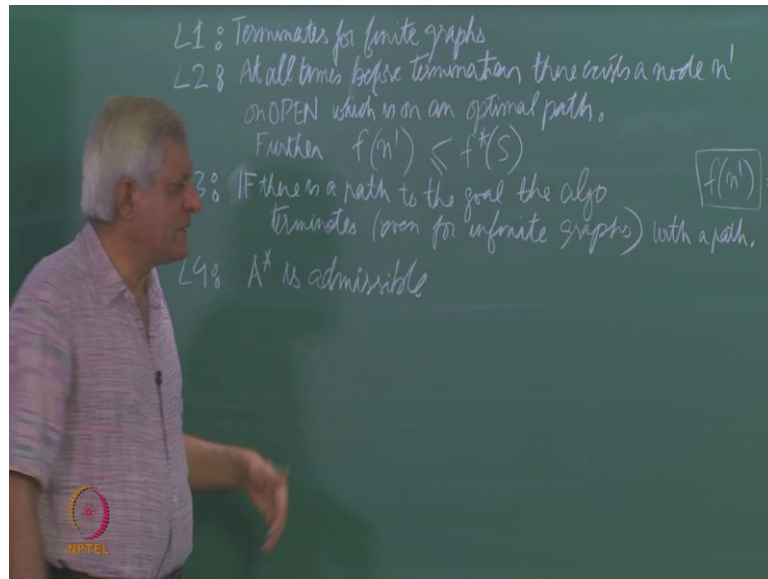 L1: Terminates for finite graphs
L2: At all times before termination there exists a node n'
on OPEN which is on an optimal path.
Further f(n') ≤ f*(S)
3: IF there is a path to the goal the algo
terminates (even for infinite graphs) with a path.
f(n')
L4: A* is admissible
NPTEL